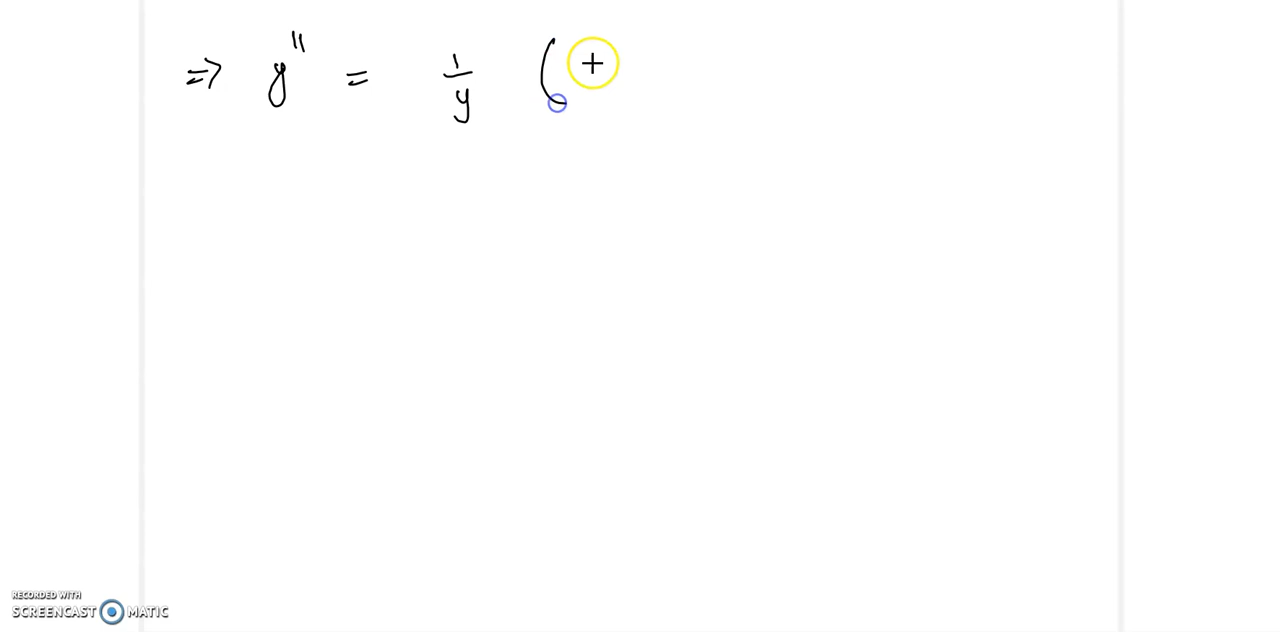 ⇒ y'' = 1/y (
RECORDED WITH
SCREENCAST MATIC